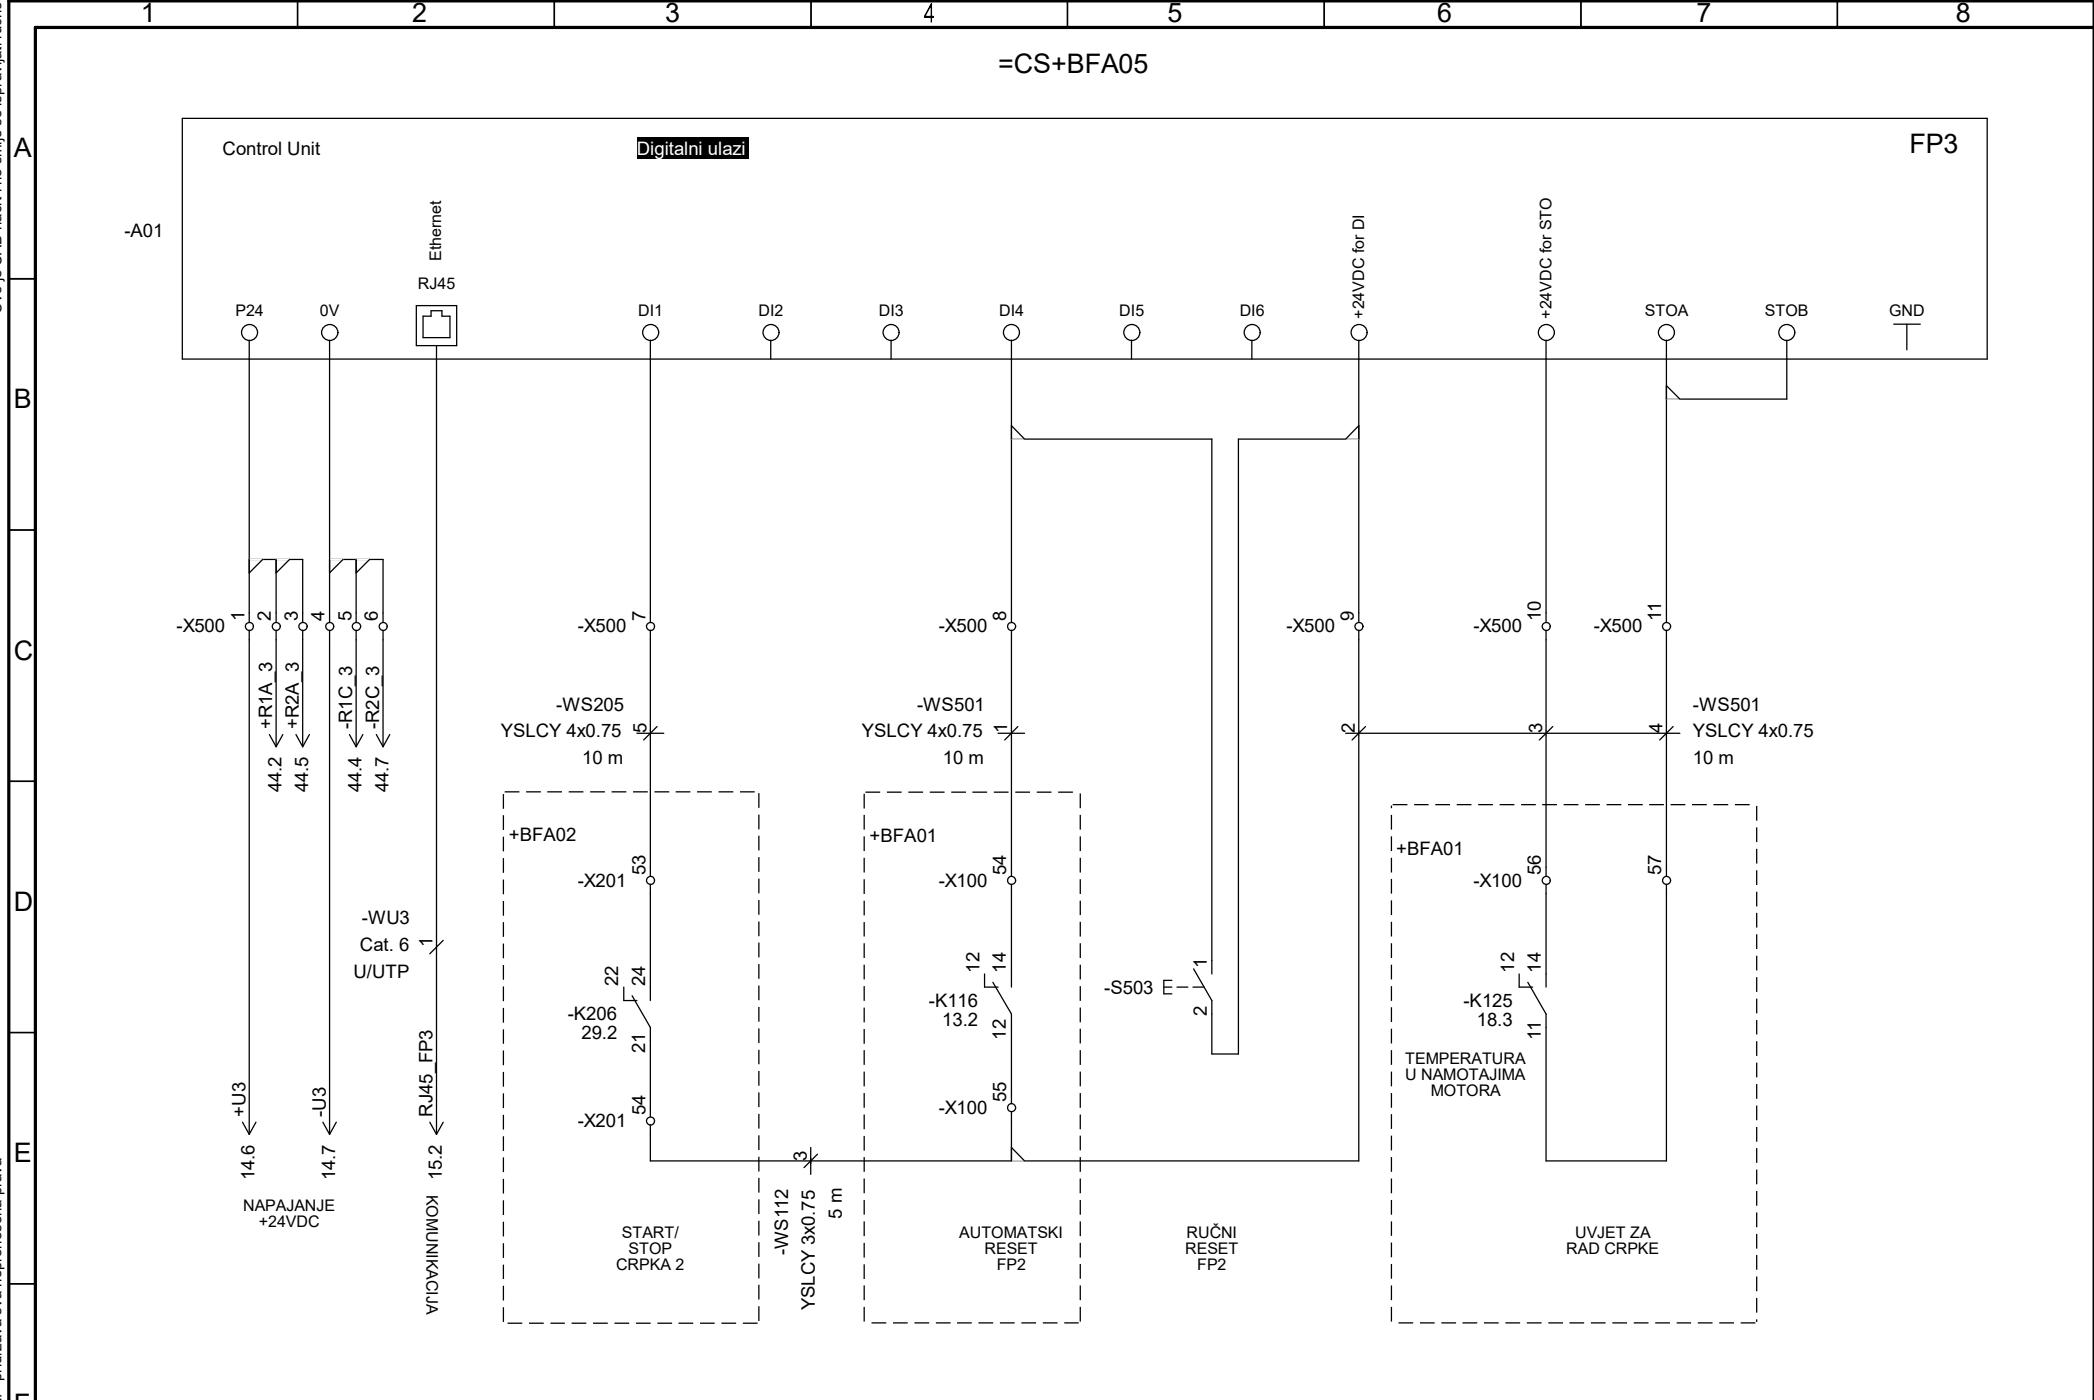 1 2 3 4 5 6 7 8
=CS+BFA05
A
Control Unit
Digitalni ulazi
FP3
-A01
Ethernet
RJ45
+24VDC for DI
+24VDC for STO
P24
0V
DI1
DI2
DI3
DI4
DI5
DI6
STOA
STOB
GND
B
C
-X500
1
2
3
4
5
6
-X500
7
-X500
8
-X500
9
-X500
10
-X500
11
+R1A_3
+R2A_3
-R1C_3
-R2C_3
44.2
44.5
44.4
44.7
-WS205
YSLCY 4x0.75
10 m
5
-WS501
YSLCY 4x0.75
10 m
1
2
3
4
-WS501
YSLCY 4x0.75
10 m
D
+BFA02
-X201
53
+BFA01
-X100
54
+BFA01
-X100
56
57
-WU3
Cat. 6
U/UTP
1
22
24
-K206
29.2
21
12
14
-K116
13.2
12
-S503
1
2
12
14
-K125
18.3
11
TEMPERATURA
U NAMOTAJIMA
MOTORA
E
-X201
54
-X100
55
+U3
-U3
RJ45_FP3
14.6
14.7
15.2
NAPAJANJE
+24VDC
KOMUNIKACIJA
START/
STOP
CRPKA 2
3
-WS112
YSLCY 3x0.75
5 m
AUTOMATSKI
RESET
FP2
RUČNI
RESET
FP2
UVJET ZA
RAD CRPKE